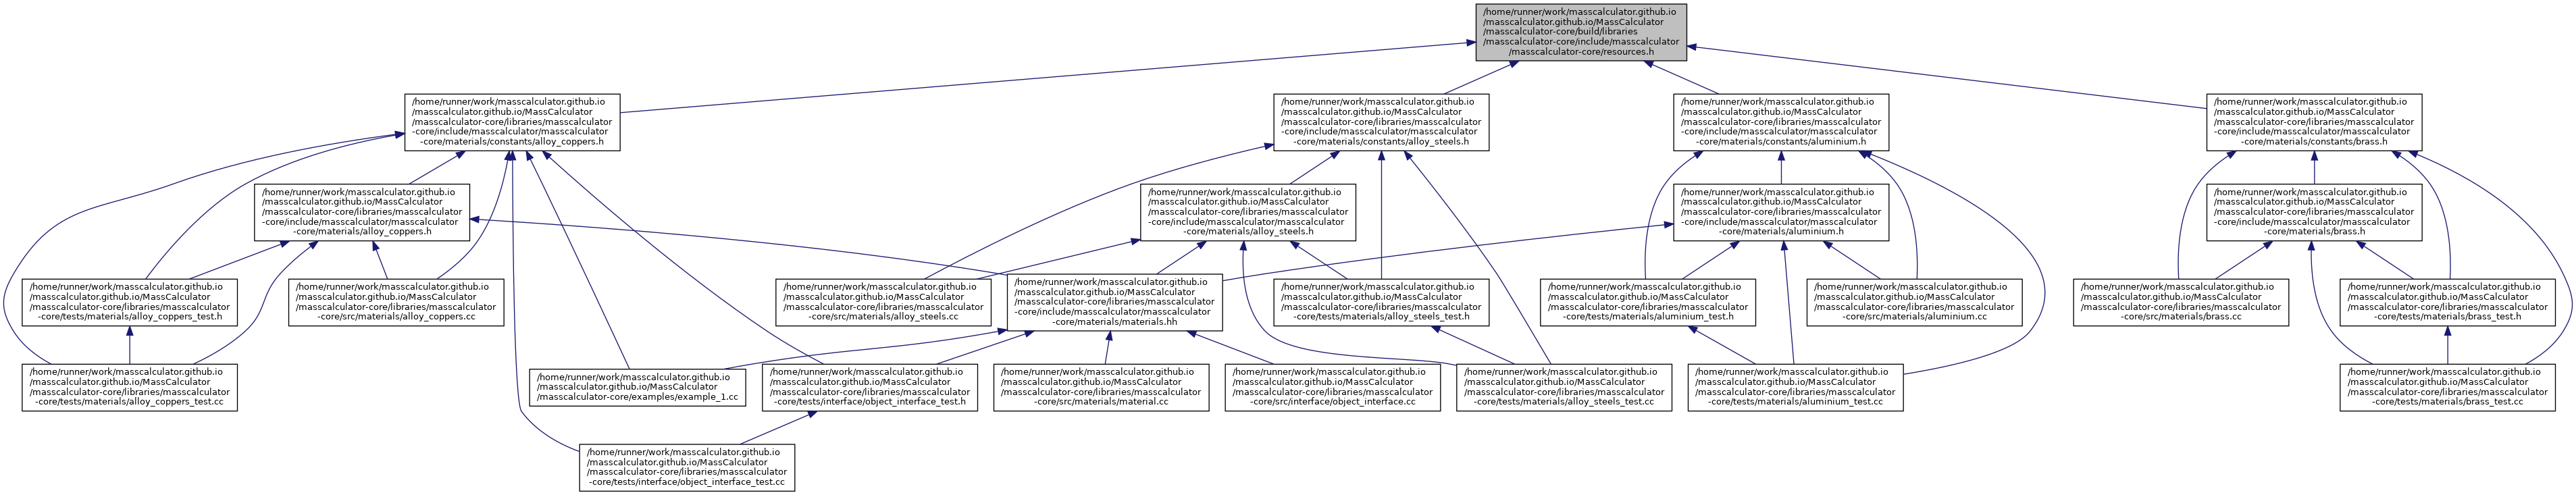 /home/runner/work/masscalculator.github.io
/masscalculator.github.io/MassCalculator
/masscalculator-core/build/libraries
/masscalculator-core/include/masscalculator
/masscalculator-core/resources.h
/home/runner/work/masscalculator.github.io
/masscalculator.github.io/MassCalculator
/masscalculator-core/libraries/masscalculator
-core/include/masscalculator/masscalculator
-core/materials/constants/alloy_coppers.h
/home/runner/work/masscalculator.github.io
/masscalculator.github.io/MassCalculator
/masscalculator-core/libraries/masscalculator
-core/include/masscalculator/masscalculator
-core/materials/constants/alloy_steels.h
/home/runner/work/masscalculator.github.io
/masscalculator.github.io/MassCalculator
/masscalculator-core/libraries/masscalculator
-core/include/masscalculator/masscalculator
-core/materials/constants/aluminium.h
/home/runner/work/masscalculator.github.io
/masscalculator.github.io/MassCalculator
/masscalculator-core/libraries/masscalculator
-core/include/masscalculator/masscalculator
-core/materials/constants/brass.h
/home/runner/work/masscalculator.github.io
/masscalculator.github.io/MassCalculator
/masscalculator-core/libraries/masscalculator
-core/include/masscalculator/masscalculator
-core/materials/alloy_coppers.h
/home/runner/work/masscalculator.github.io
/masscalculator.github.io/MassCalculator
/masscalculator-core/libraries/masscalculator
-core/include/masscalculator/masscalculator
-core/materials/alloy_steels.h
/home/runner/work/masscalculator.github.io
/masscalculator.github.io/MassCalculator
/masscalculator-core/libraries/masscalculator
-core/include/masscalculator/masscalculator
-core/materials/aluminium.h
/home/runner/work/masscalculator.github.io
/masscalculator.github.io/MassCalculator
/masscalculator-core/libraries/masscalculator
-core/include/masscalculator/masscalculator
-core/materials/brass.h
/home/runner/work/masscalculator.github.io
/masscalculator.github.io/MassCalculator
/masscalculator-core/libraries/masscalculator
-core/tests/materials/alloy_coppers_test.h
/home/runner/work/masscalculator.github.io
/masscalculator.github.io/MassCalculator
/masscalculator-core/libraries/masscalculator
-core/src/materials/alloy_coppers.cc
/home/runner/work/masscalculator.github.io
/masscalculator.github.io/MassCalculator
/masscalculator-core/libraries/masscalculator
-core/src/materials/alloy_steels.cc
/home/runner/work/masscalculator.github.io
/masscalculator.github.io/MassCalculator
/masscalculator-core/libraries/masscalculator
-core/include/masscalculator/masscalculator
-core/materials/materials.hh
/home/runner/work/masscalculator.github.io
/masscalculator.github.io/MassCalculator
/masscalculator-core/libraries/masscalculator
-core/tests/materials/alloy_steels_test.h
/home/runner/work/masscalculator.github.io
/masscalculator.github.io/MassCalculator
/masscalculator-core/libraries/masscalculator
-core/tests/materials/aluminium_test.h
/home/runner/work/masscalculator.github.io
/masscalculator.github.io/MassCalculator
/masscalculator-core/libraries/masscalculator
-core/src/materials/aluminium.cc
/home/runner/work/masscalculator.github.io
/masscalculator.github.io/MassCalculator
/masscalculator-core/libraries/masscalculator
-core/src/materials/brass.cc
/home/runner/work/masscalculator.github.io
/masscalculator.github.io/MassCalculator
/masscalculator-core/libraries/masscalculator
-core/tests/materials/brass_test.h
/home/runner/work/masscalculator.github.io
/masscalculator.github.io/MassCalculator
/masscalculator-core/libraries/masscalculator
-core/tests/materials/alloy_coppers_test.cc
/home/runner/work/masscalculator.github.io
/masscalculator.github.io/MassCalculator
/masscalculator-core/examples/example_1.cc
/home/runner/work/masscalculator.github.io
/masscalculator.github.io/MassCalculator
/masscalculator-core/libraries/masscalculator
-core/tests/interface/object_interface_test.h
/home/runner/work/masscalculator.github.io
/masscalculator.github.io/MassCalculator
/masscalculator-core/libraries/masscalculator
-core/src/materials/material.cc
/home/runner/work/masscalculator.github.io
/masscalculator.github.io/MassCalculator
/masscalculator-core/libraries/masscalculator
-core/src/interface/object_interface.cc
/home/runner/work/masscalculator.github.io
/masscalculator.github.io/MassCalculator
/masscalculator-core/libraries/masscalculator
-core/tests/materials/alloy_steels_test.cc
/home/runner/work/masscalculator.github.io
/masscalculator.github.io/MassCalculator
/masscalculator-core/libraries/masscalculator
-core/tests/materials/aluminium_test.cc
/home/runner/work/masscalculator.github.io
/masscalculator.github.io/MassCalculator
/masscalculator-core/libraries/masscalculator
-core/tests/materials/brass_test.cc
/home/runner/work/masscalculator.github.io
/masscalculator.github.io/MassCalculator
/masscalculator-core/libraries/masscalculator
-core/tests/interface/object_interface_test.cc